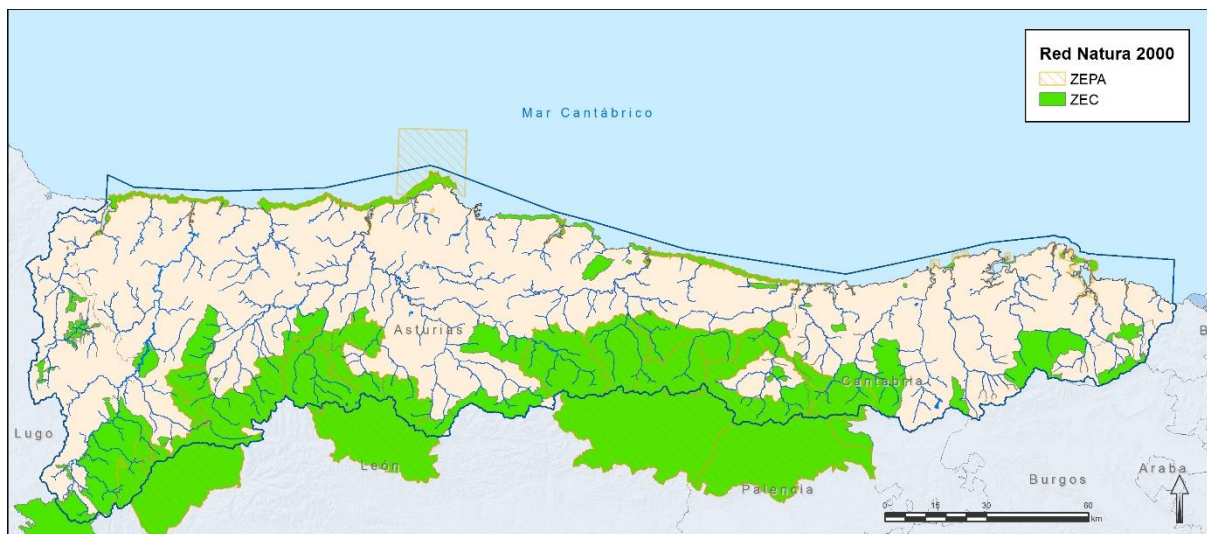 Red Natura 2000
ZEPA
ZEC
Mar Cantábrico
Asturias
B
Cantabria
Lugo
León
Palencia
Burgos
Araba
0 15 30 60
km